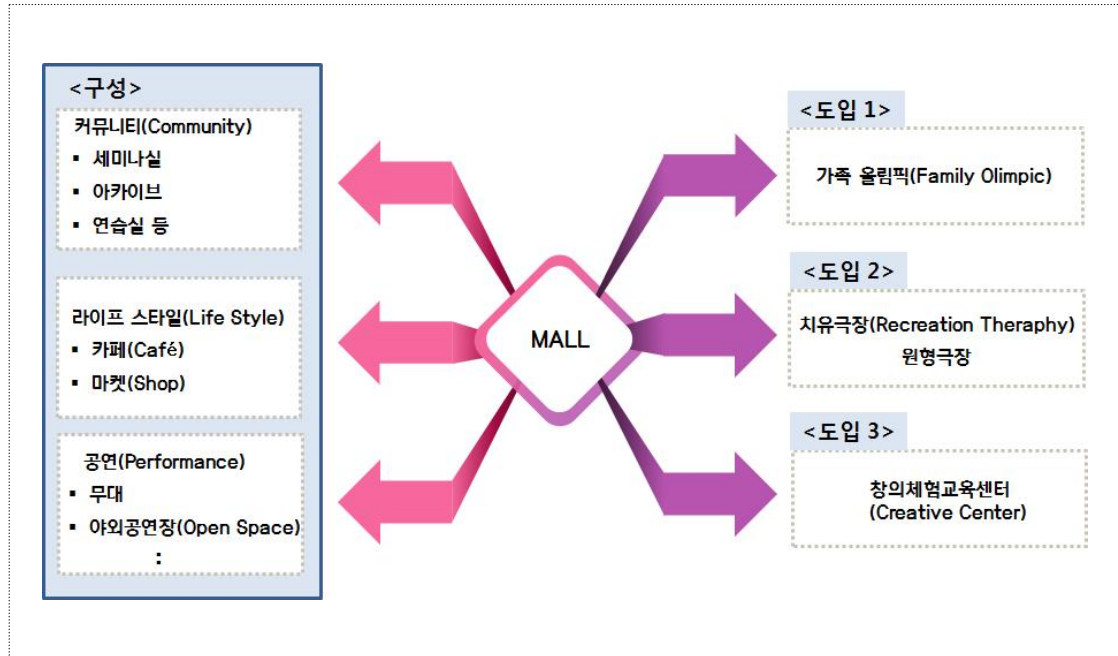 <구성>
커뮤니티(Community)
▪ 세미나실
▪ 아카이브
▪ 연습실 등
라이프 스타일(Life Style)
▪ 카페(Café)
▪ 마켓(Shop)
공연(Performance)
▪ 무대
▪ 야외공연장(Open Space)
:
MALL
<도입 1>
가족 올림픽(Family Olimpic)
<도입 2>
치유극장(Recreation Theraphy)
원형극장
<도입 3>
창의체험교육센터
(Creative Center)